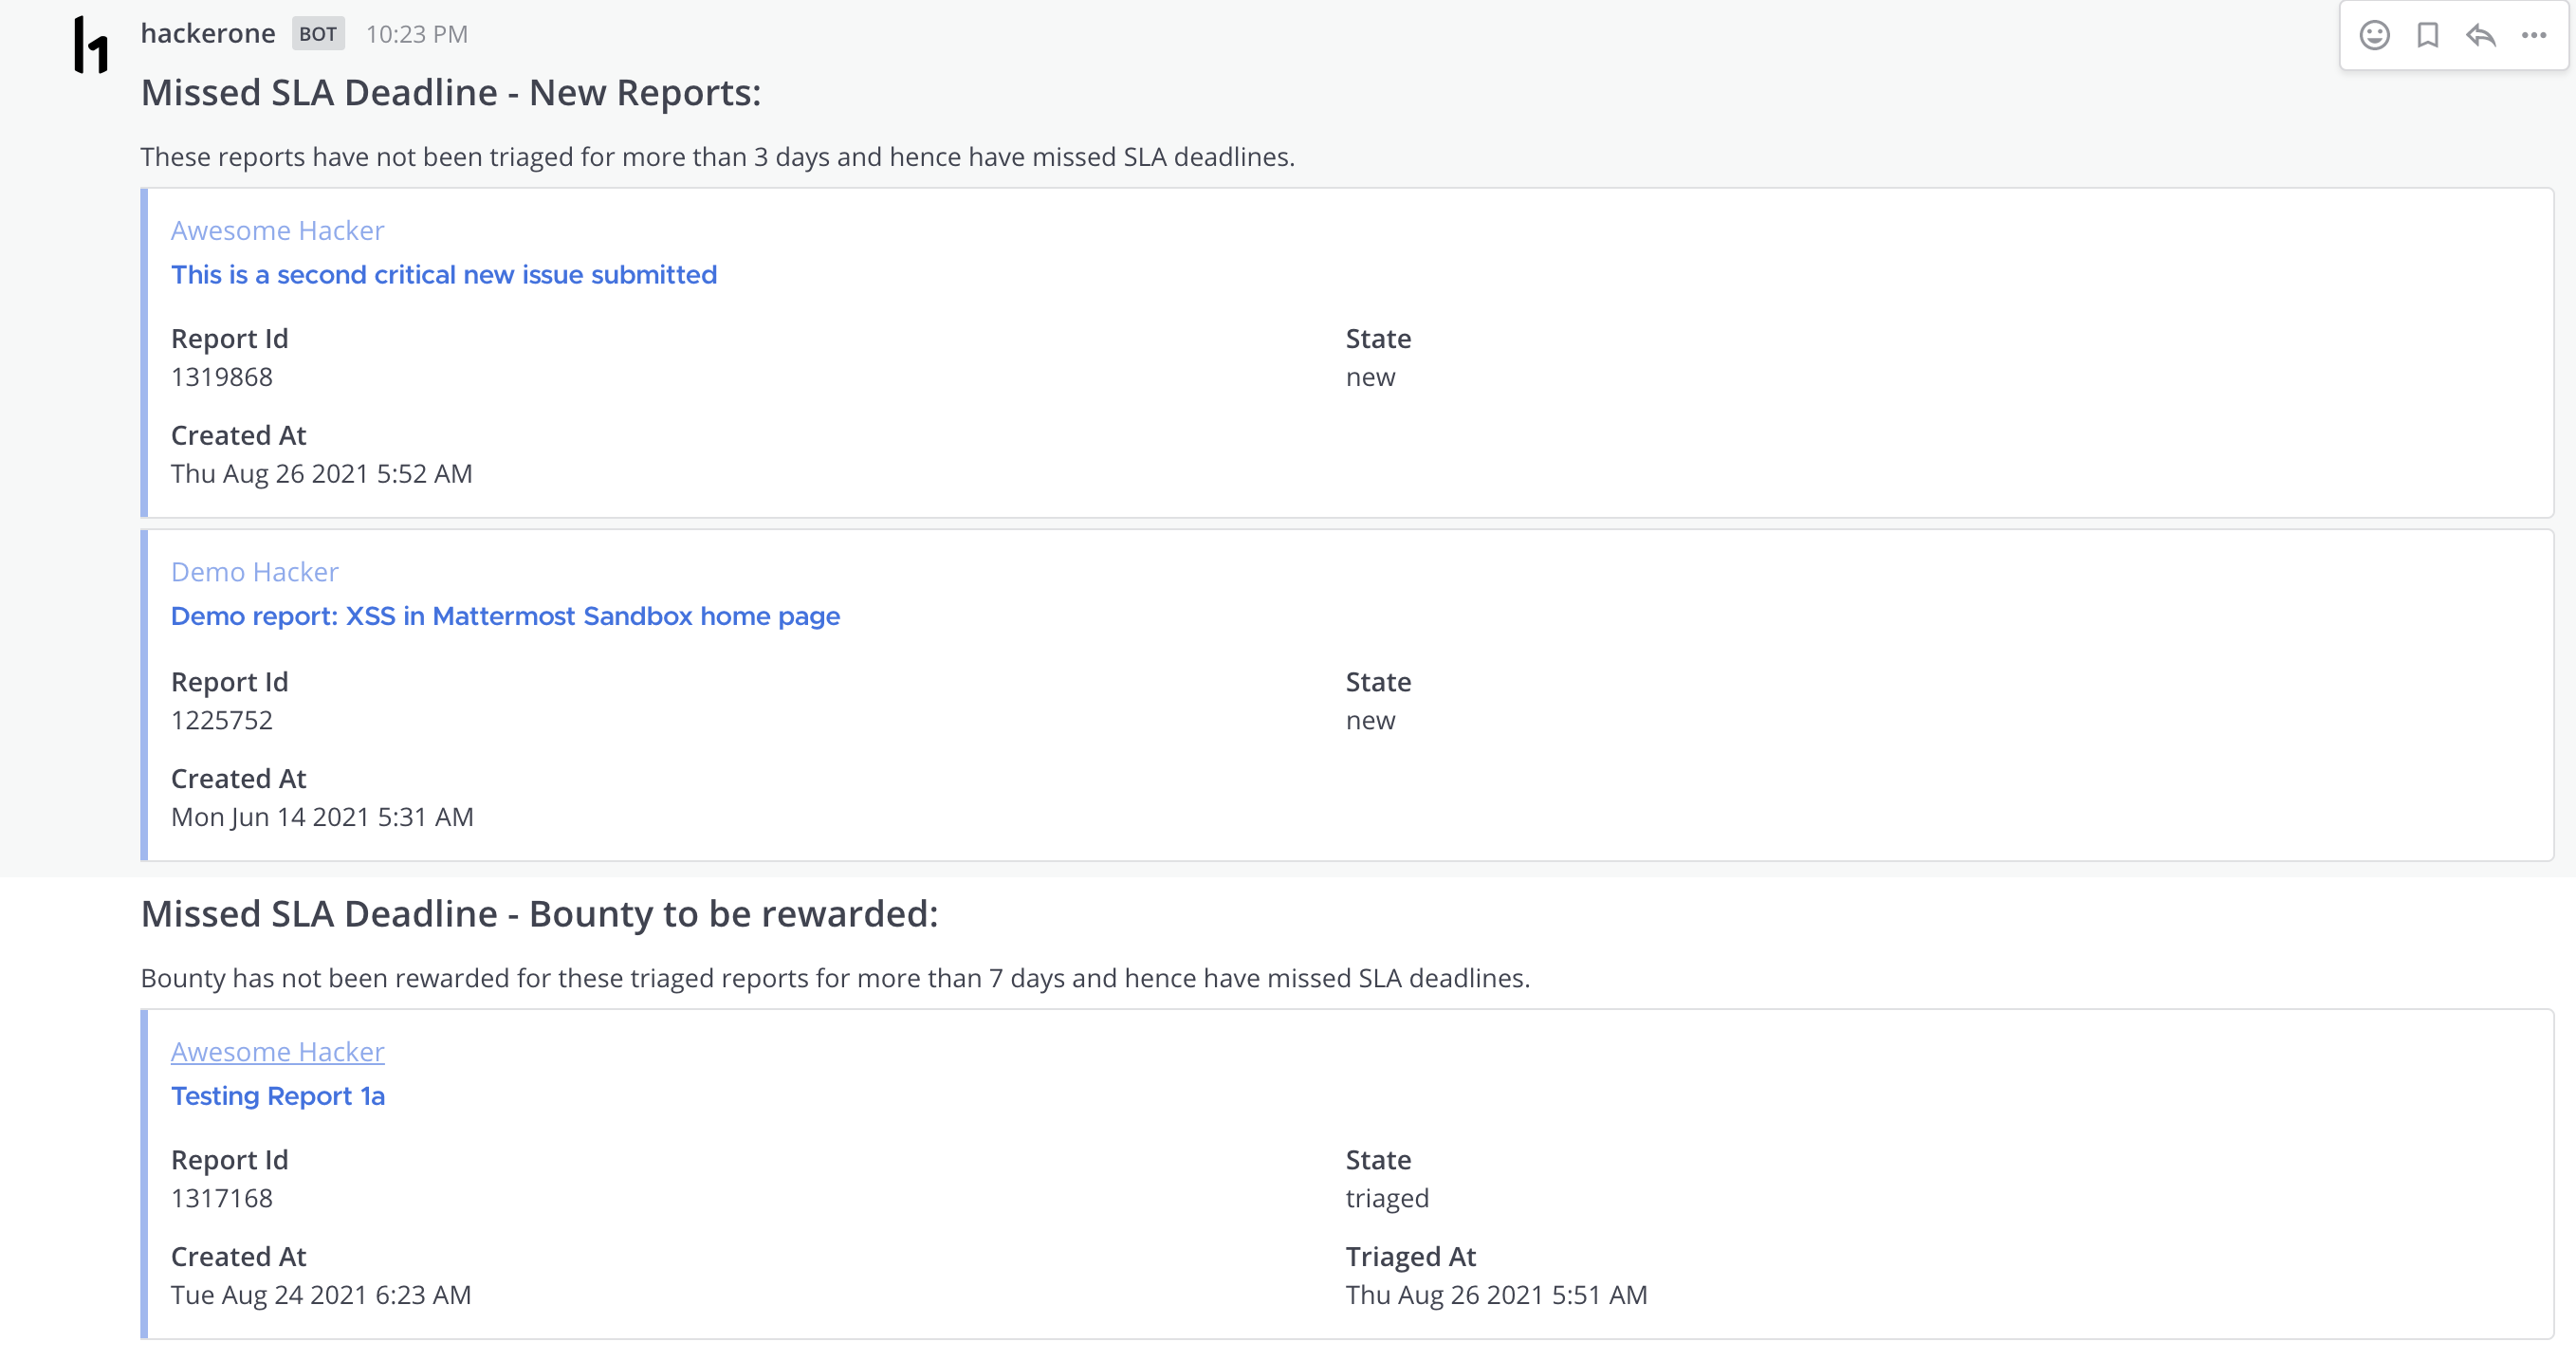 hackerone BOT 10:23 PM
Missed SLA Deadline - New Reports:
These reports have not been triaged for more than 3 days and hence have missed SLA deadlines.
Awesome Hacker
This is a second critical new issue submitted
Report Id State
1319868 new
Created At
Thu Aug 26 2021 5:52 AM
Demo Hacker
Demo report: XSS in Mattermost Sandbox home page
Report Id State
1225752 new
Created At
Mon Jun 14 2021 5:31 AM
Missed SLA Deadline - Bounty to be rewarded:
Bounty has not been rewarded for these triaged reports for more than 7 days and hence have missed SLA deadlines.
Awesome Hacker
Testing Report 1a
Report Id State
1317168 triaged
Created At Triaged At
Tue Aug 24 2021 6:23 AM Thu Aug 26 2021 5:51 AM